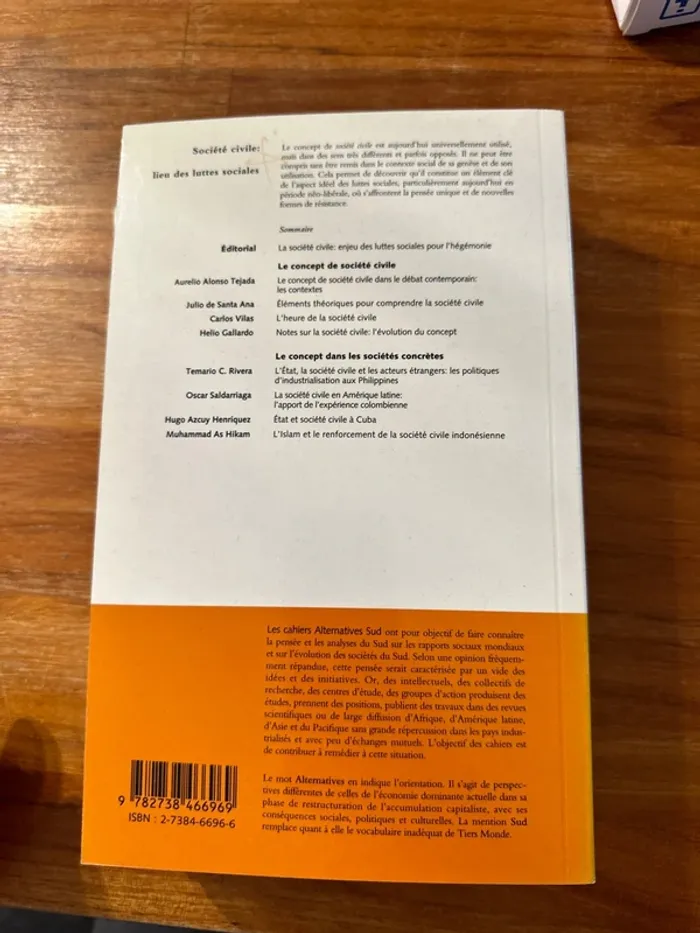 Société civile:
lieu des luttes sociales
Le concept de société civile est aujourd'hui universellement utilisé,
mais dans des sens très différents et parfois opposés. Il ne peut être
compris sans être remis dans le contexte social de sa genèse et de son
utilisation. Cela permet de découvrir qu'il constitue un élément clé
de l'aspect idéel des luttes sociales, particulièrement aujourd'hui en
période néo-libérale, où s'affrontent la pensée unique et de nouvelles
formes de résistance.
Sommaire
Éditorial La société civile: enjeu des luttes sociales pour l'hégémonie
Le concept de société civile
Aurelio Alonso Tejada Le concept de société civile dans le débat contemporain:
les contextes
Julio de Santa Ana Éléments théoriques pour comprendre la société civile
Carlos Vilas L'heure de la société civile
Helio Gallardo Notes sur la société civile: l'évolution du concept
Le concept dans les sociétés concrètes
Temario C. Rivera L'État, la société civile et les acteurs étrangers: les politiques
d'industrialisation aux Philippines
Oscar Saldarriaga La société civile en Amérique latine:
l'apport de l'expérience colombienne
Hugo Azcuy Henriquez État et société civile à Cuba
Muhammad As Hikam L'Islam et le renforcement de la société civile indonésienne
Les cahiers Alternatives Sud ont pour objectif de faire connaître
la pensée et les analyses du Sud sur les rapports sociaux mondiaux
et sur l'évolution des sociétés du Sud. Selon une opinion fréquem-
ment répandue, cette pensée serait caractérisée par un vide des
idées et des initiatives. Or, des intellectuels, des collectifs de
recherche, des centres d'étude, des groupes d'action produisent des
études, prennent des positions, publient des travaux dans des revues
scientifiques ou de large diffusion d'Afrique, d'Amérique latine,
d'Asie et du Pacifique sans grande répercussion dans les pays indus-
trialisés et avec peu d'échanges mutuels. L'objectif des cahiers est
de contribuer à remédier à cette situation.
Le mot Alternatives en indique l'orientation. Il s'agit de perspec-
tives différentes de celles de l'économie dominante actuelle dans sa
phase de restructuration de l'accumulation capitaliste, avec ses
conséquences sociales, politiques et culturelles. La mention Sud
remplace quant à elle le vocabulaire inadéquat de Tiers Monde.
9 782738 466969
ISBN : 2-7384-6696-6